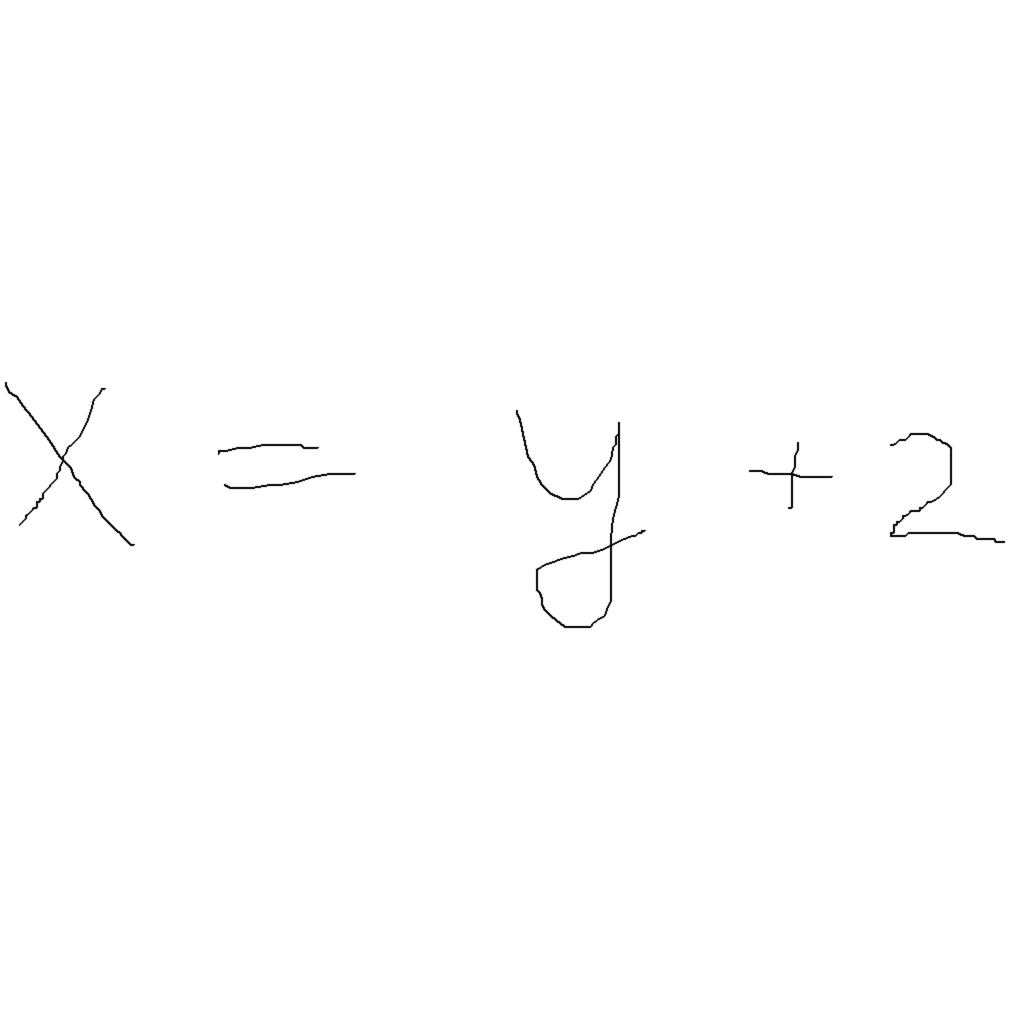 x = y + 2